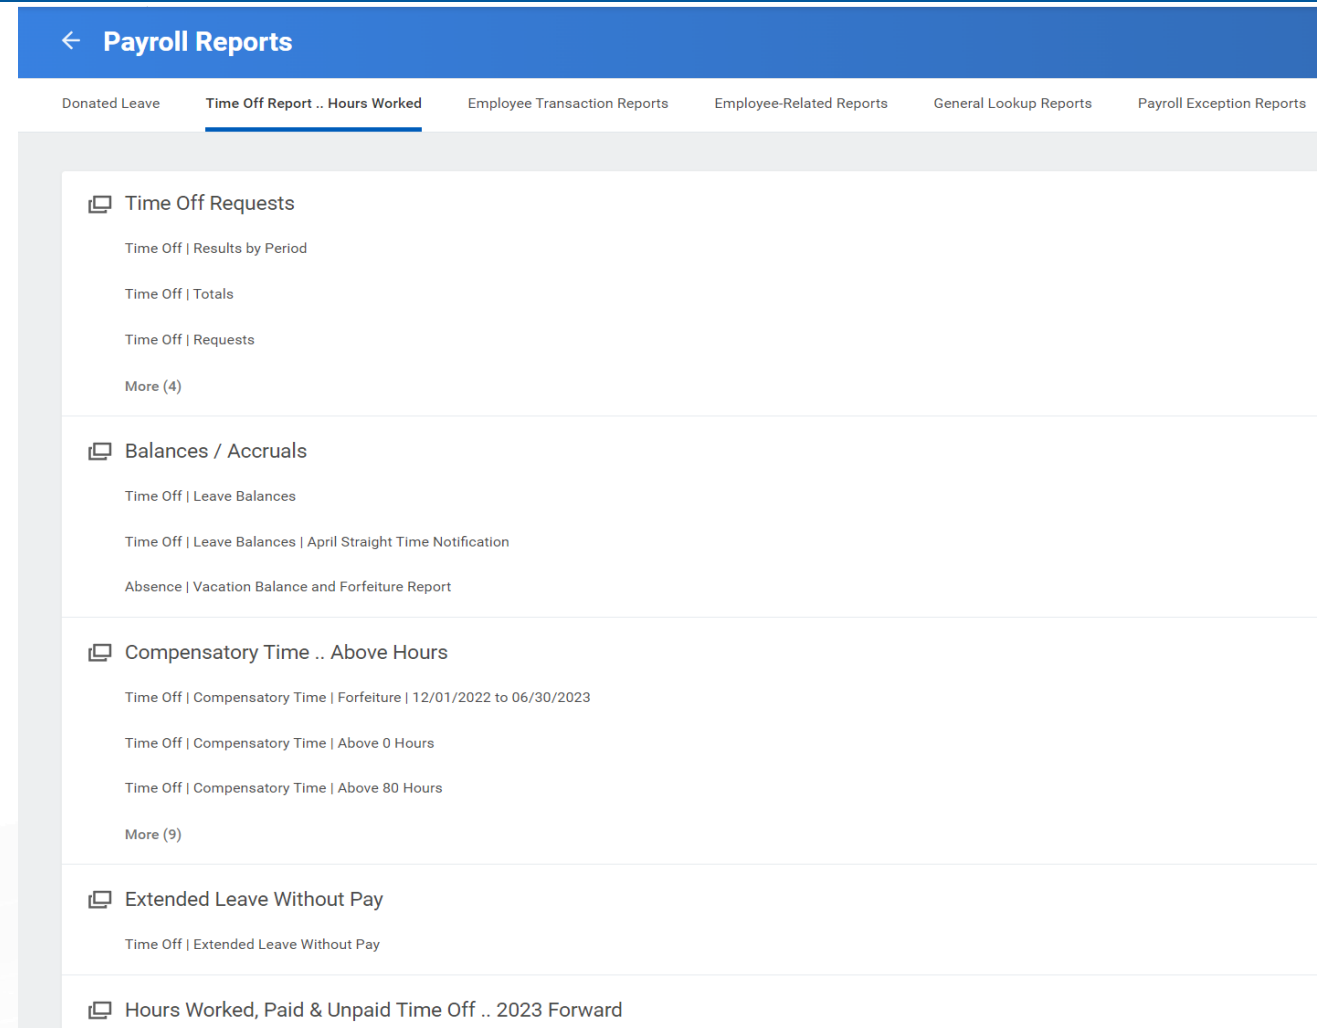 Payroll Reports
Donated Leave
Time Off Report .. Hours Worked
Employee Transaction Reports
Employee-Related Reports
General Lookup Reports
Payroll Exception Reports
Time Off Requests
Time Off | Results by Period
Time Off | Totals
Time Off | Requests
More (4)
Balances / Accruals
Time Off | Leave Balances
Time Off | Leave Balances | April Straight Time Notification
Absence | Vacation Balance and Forfeiture Report
Compensatory Time .. Above Hours
Time Off | Compensatory Time | Forfeiture | 12/01/2022 to 06/30/2023
Time Off | Compensatory Time | Above 0 Hours
Time Off | Compensatory Time | Above 80 Hours
More (9)
Extended Leave Without Pay
Time Off | Extended Leave Without Pay
Hours Worked, Paid & Unpaid Time Off .. 2023 Forward